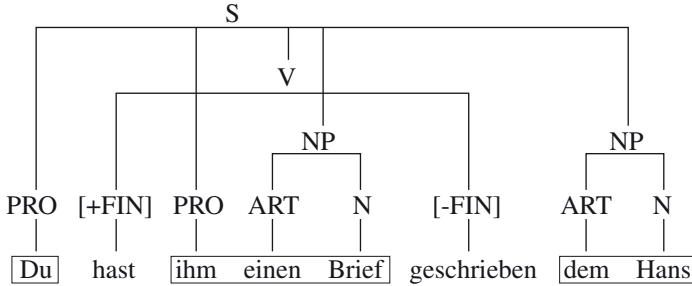 S
V
NP NP
PRO [+FIN] PRO ART N [-FIN] ART N
Du hast ihm einen Brief geschrieben dem Hans